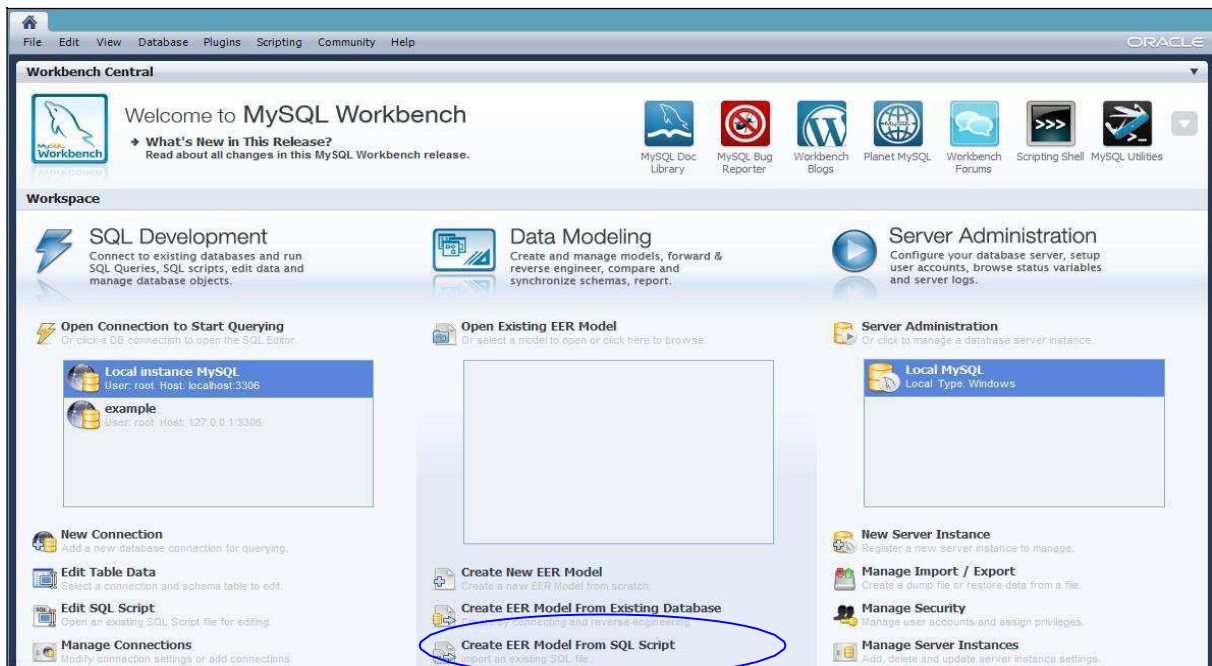 File Edit View Database Plugins Scripting Community Help
ORACLE
Workbench Central
MySQL
Workbench
Welcome to MySQL Workbench
What's New in This Release?
Read about all changes in this MySQL Workbench release.
MySQL Doc
Library
MySQL Bug
Reporter
Workbench
Blogs
Planet MySQL
Workbench
Forums
Scripting Shell
MySQL Utilities
Workspace
SQL Development
Connect to existing databases and run
SQL Queries, SQL scripts, edit data and
manage database objects.
Open Connection to Start Querying
Or click a DB connection to open the SQL Editor.
Local instance MySQL
User: root Host: localhost:3306
example
User: root Host: 127.0.0.1:3306
New Connection
Add a new database connection for querying.
Edit Table Data
Select a connection and schema table to edit.
Edit SQL Script
Open an existing SQL Script file for editing.
Manage Connections
Modify connection settings or add connections.
Data Modeling
Create and manage models, forward &
reverse engineer, compare and
synchronize schemas, report.
Open Existing EER Model
Or select a model to open or click here to browse.
Create New EER Model
Create a new EER Model from scratch.
Create EER Model From Existing Database
Create by connecting and reverse engineering.
Create EER Model From SQL Script
Import an existing SQL file.
Server Administration
Configure your database server, setup
user accounts, browse status variables
and server logs.
Server Administration
Or click to manage a database server instance.
Local MySQL
Local Type: Windows
New Server Instance
Register a new server instance to manage.
Manage Import / Export
Create a dump file or restore data from a file.
Manage Security
Manage user accounts and assign privileges.
Manage Server Instances
Add, delete and update server instance settings.